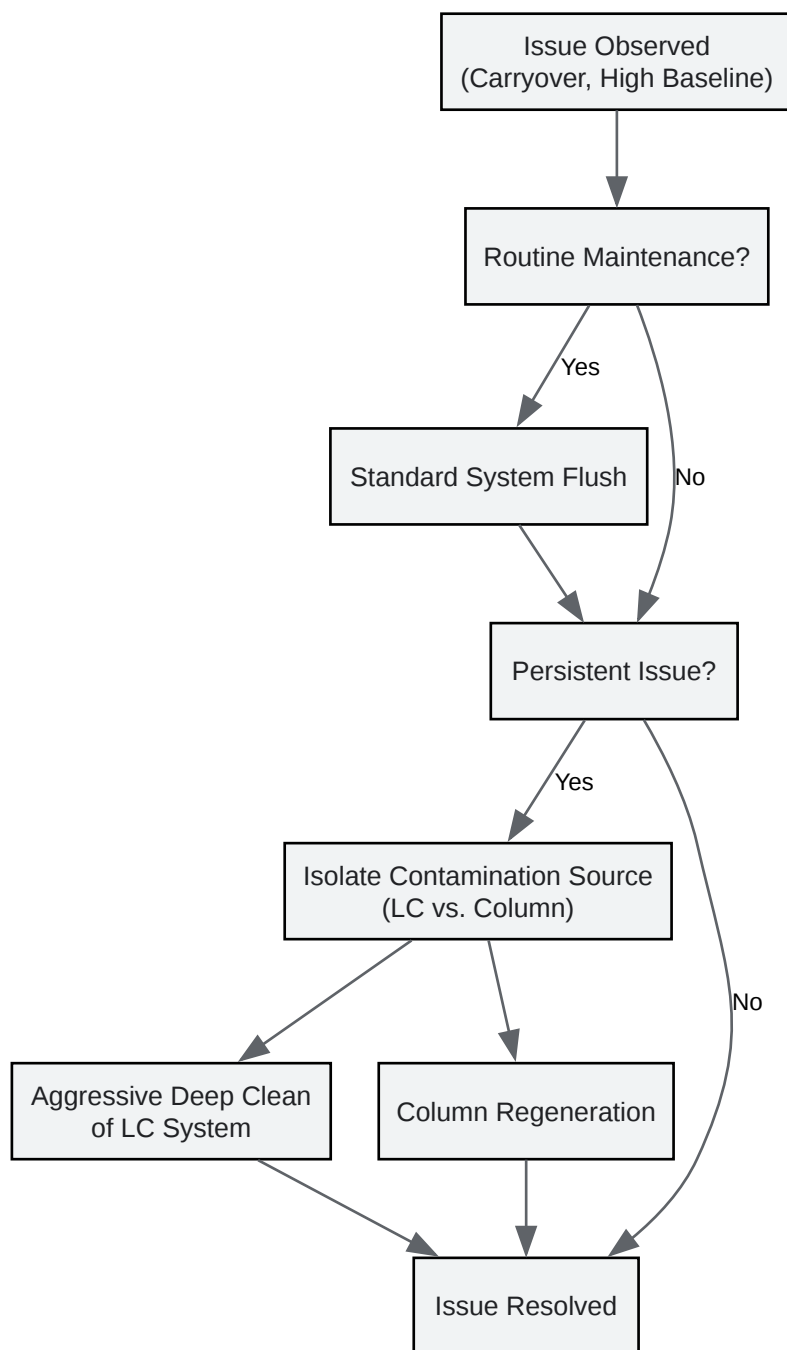 Issue Observed
(Carryover, High Baseline)
Routine Maintenance?
Yes
Standard System Flush
No
Persistent Issue?
Yes
Isolate Contamination Source
(LC vs. Column)
No
Aggressive Deep Clean
of LC System
Column Regeneration
Issue Resolved